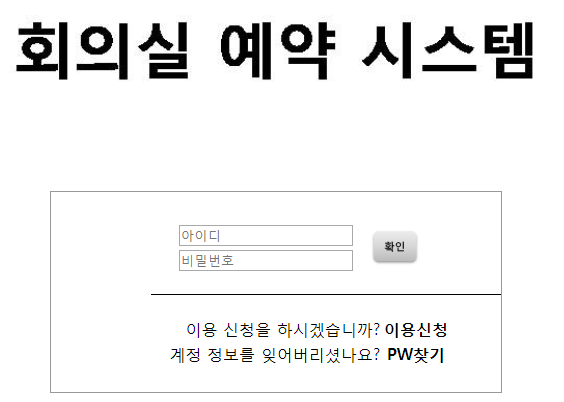 회의실 예약 시스템
아이디
확인
비밀번호
이용 신청을 하시겠습니까? 이용신청
계정 정보를 잊어버리셨나요? PW찾기